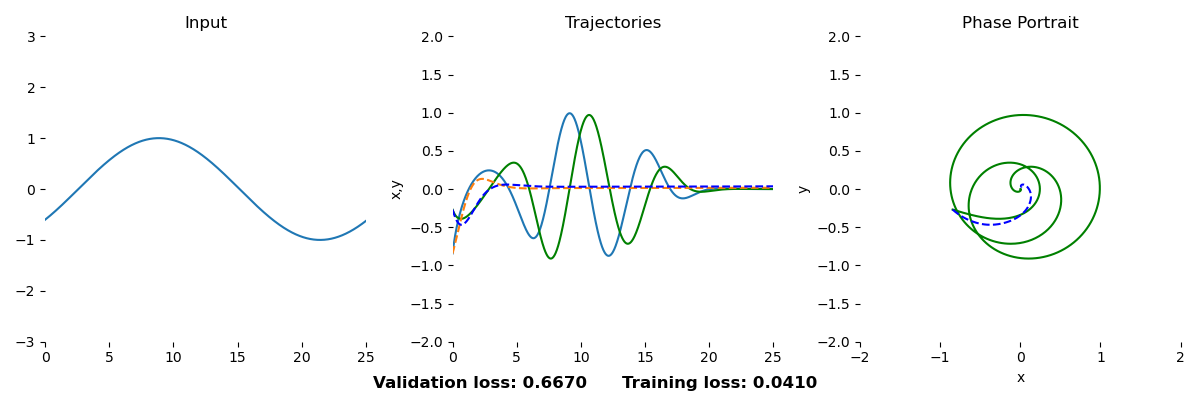 Input
3
2
1
0
−1
−2
−3
0 5 10 15 20 25
Trajectories
2.0
1.5
1.0
0.5
0.0
−0.5
−1.0
−1.5
−2.0
x,y
0 5 10 15 20 25
Phase Portrait
2.0
1.5
1.0
0.5
0.0
−0.5
−1.0
−1.5
−2.0
y
−2 −1 0 1 2
x
Validation loss: 0.6670 Training loss: 0.0410